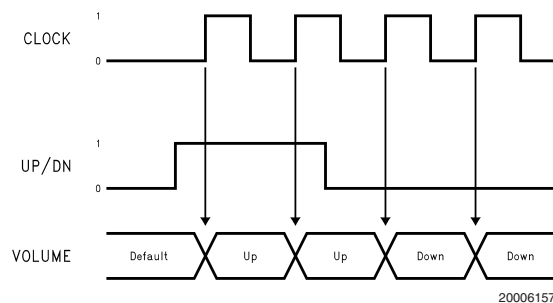 1
CLOCK
0
1
UP/DN
0
VOLUME Default Up Up Down Down
20006157